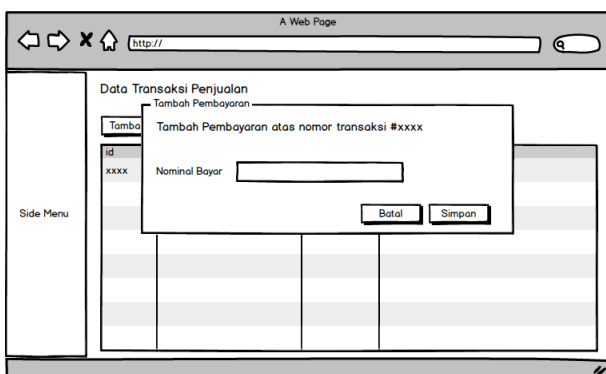 A Web Page
http://
Data Transaksi Penjualan
Tambah Pembayaran
Tamba
Tambah Pembayaran atas nomor transaksi #xxxx
id
xxxx
Nominal Bayar
Side Menu
Batal
Simpan